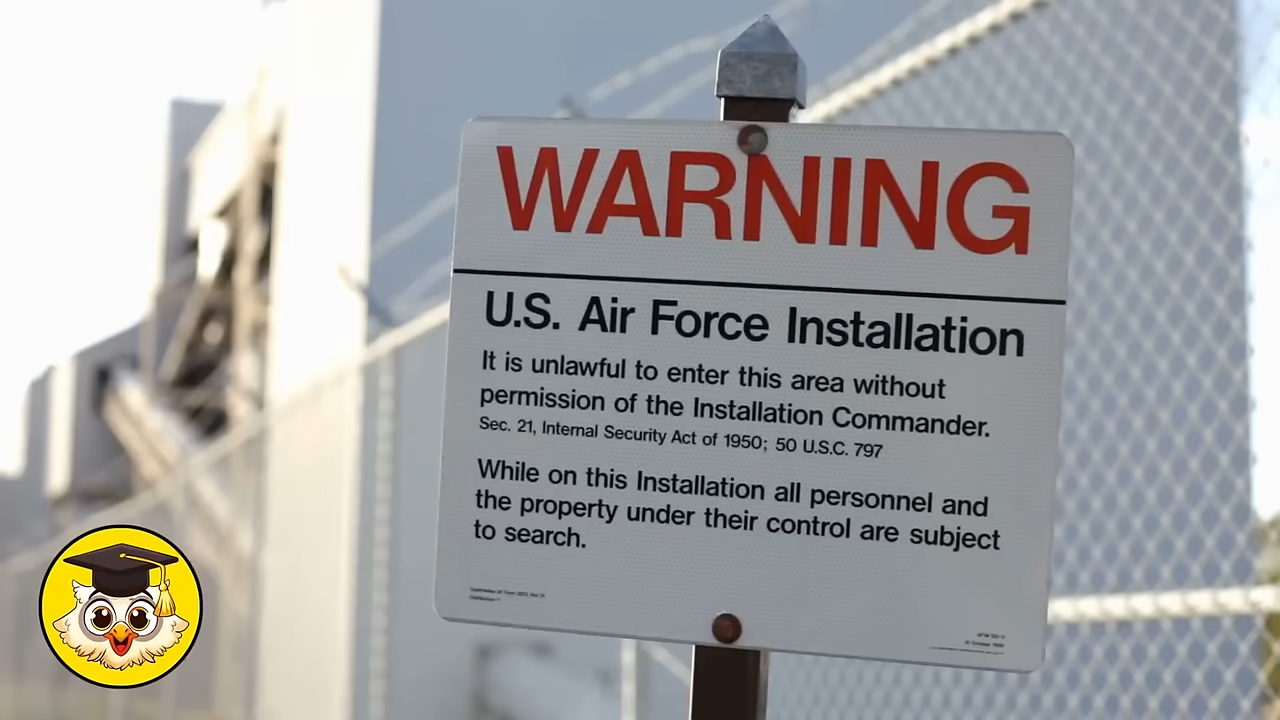 WARNING
U.S. Air Force Installation
It is unlawful to enter this area without
permission of the Installation Commander.
Sec. 21, Internal Security Act of 1950; 50 U.S.C. 797
While on this Installation all personnel and
the property under their control are subject
to search.